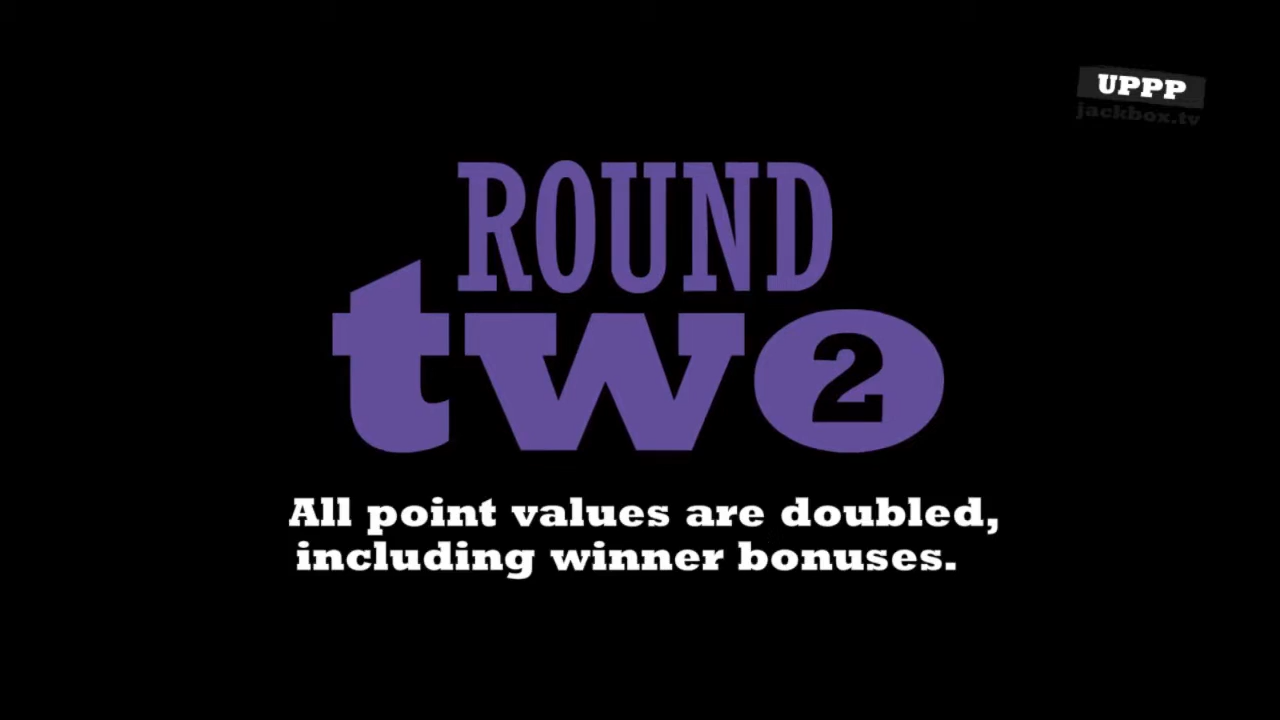 UPPP
jackbox.tv
ROUND
two
2
All point values are doubled,
including winner bonuses.